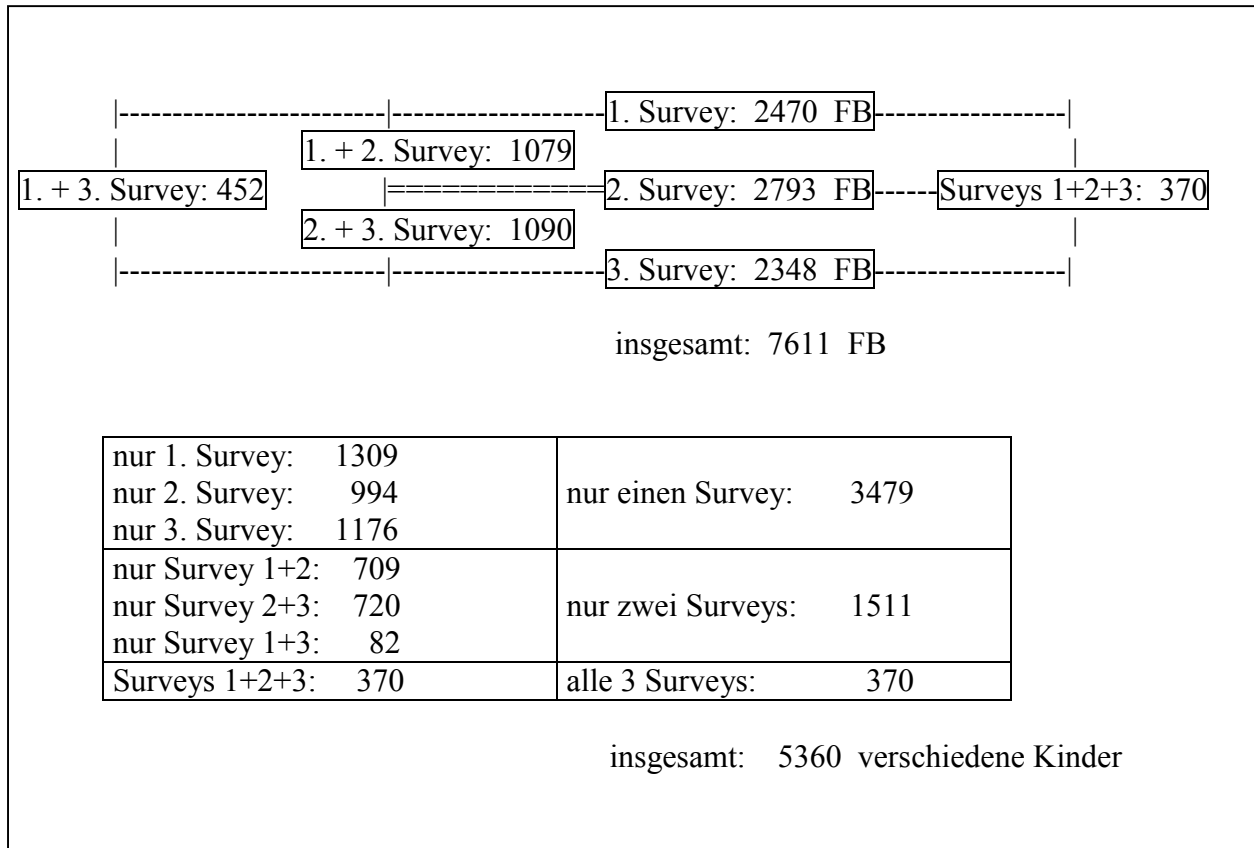 1. Survey: 2470 FB
1. + 2. Survey: 1079
1. + 3. Survey: 452 2. Survey: 2793 FB Surveys 1+2+3: 370
2. + 3. Survey: 1090
3. Survey: 2348 FB
insgesamt: 7611 FB
nur 1. Survey: 1309
nur 2. Survey: 994 nur einen Survey: 3479
nur 3. Survey: 1176
nur Survey 1+2: 709
nur Survey 2+3: 720 nur zwei Surveys: 1511
nur Survey 1+3: 82
Surveys 1+2+3: 370 alle 3 Surveys: 370
insgesamt: 5360 verschiedene Kinder